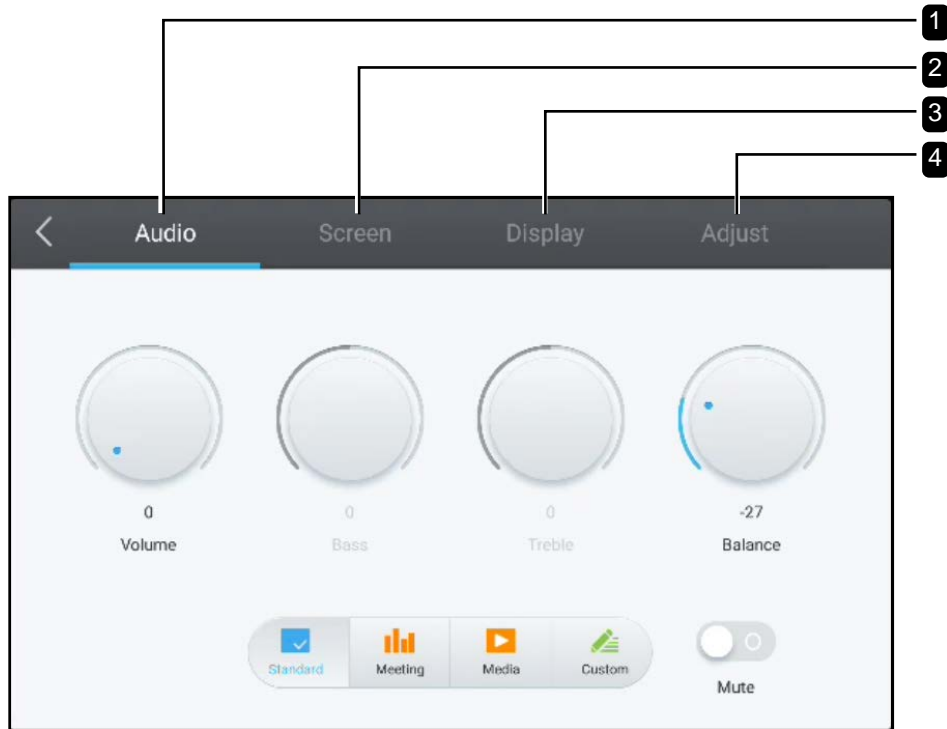 1
2
3
4
Audio Screen Display Adjust
0 0 0 -27
Volume Bass Treble Balance
Standard Meeting Media Custom
Mute